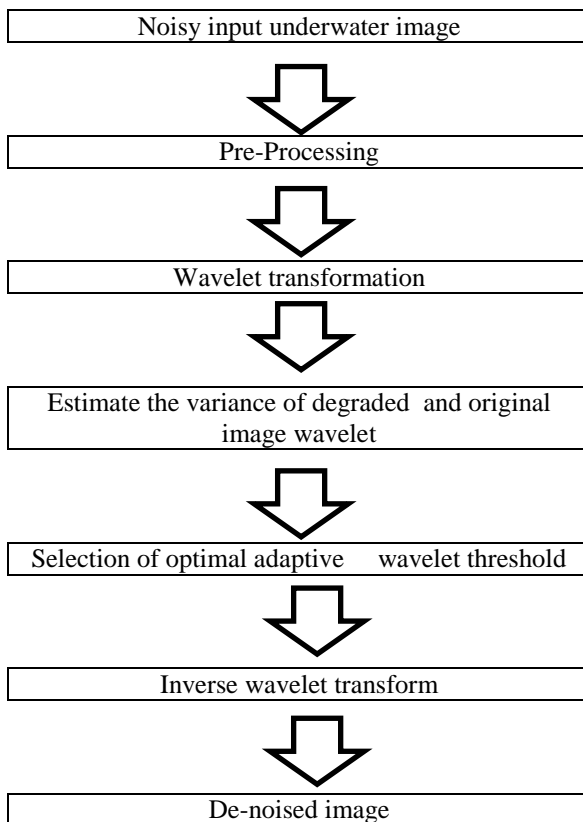 Noisy input underwater image
Pre-Processing
Wavelet transformation
Estimate the variance of degraded and original
image wavelet
Selection of optimal adaptive wavelet threshold
Inverse wavelet transform
De-noised image